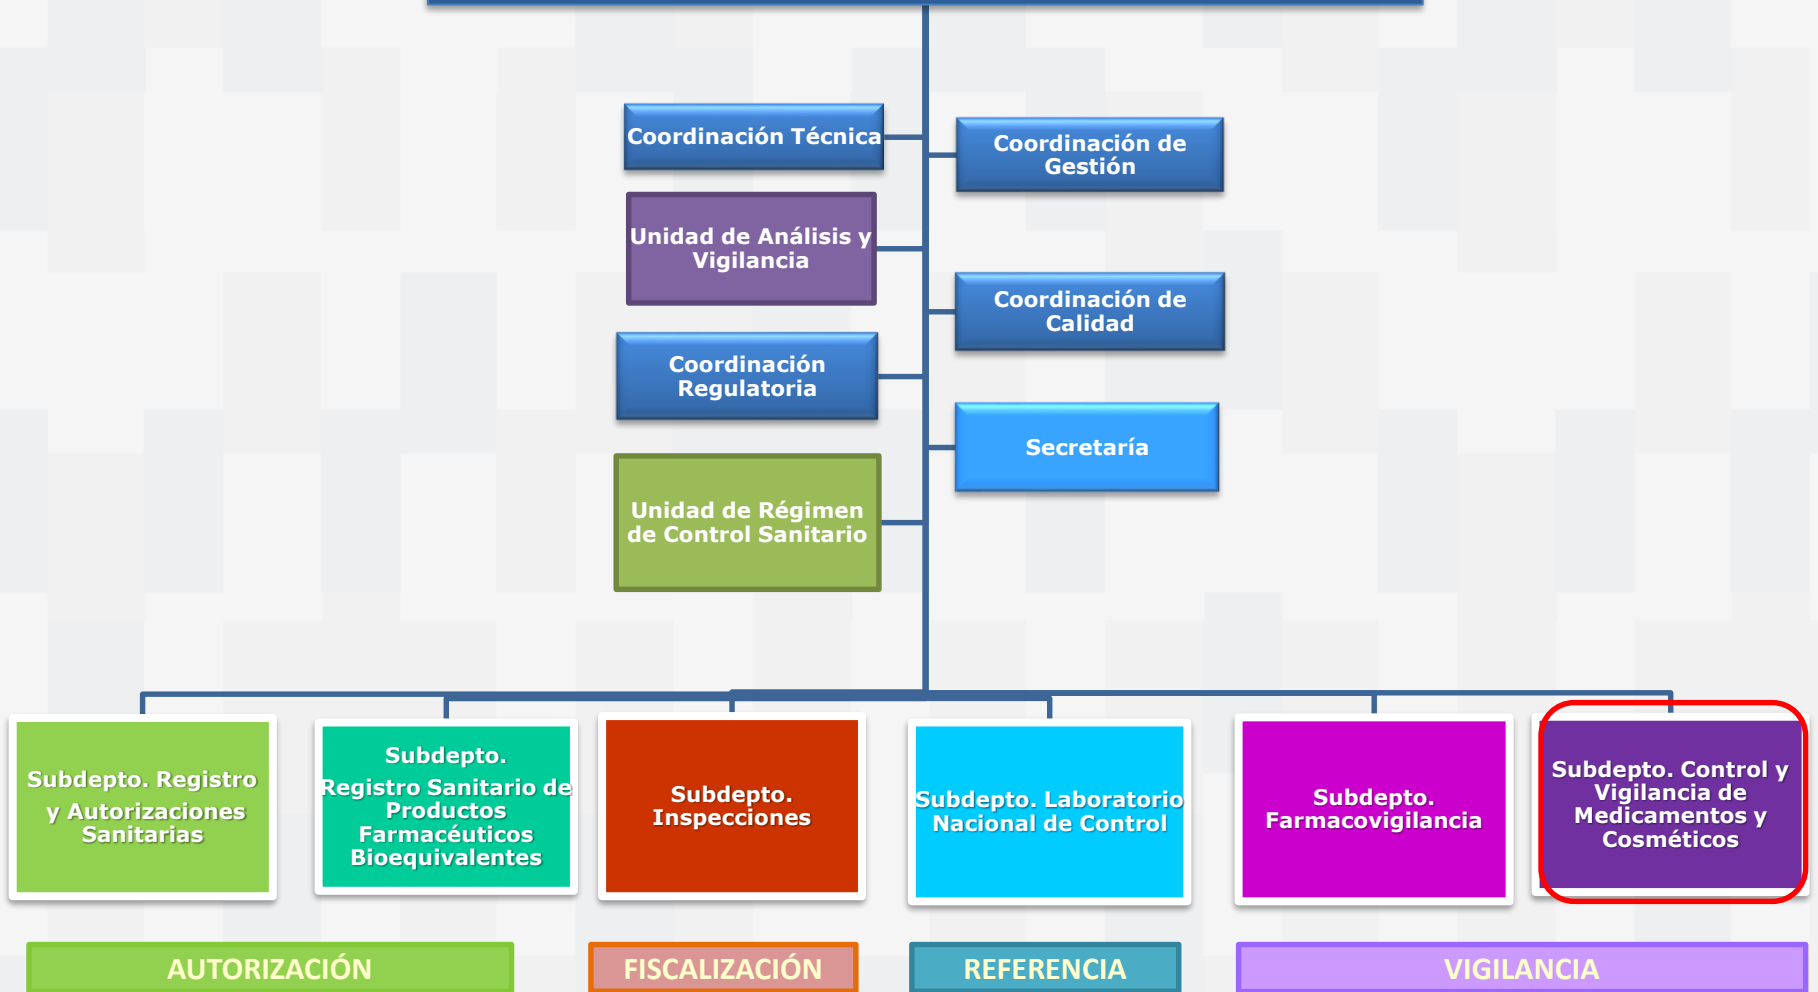 Coordinación Técnica
Coordinación de
Gestión
Unidad de Análisis y
Vigilancia
Coordinación de
Calidad
Coordinación
Regulatoria
Secretaría
Unidad de Régimen
de Control Sanitario
Subdepto. Registro
y Autorizaciones
Sanitarias
Subdepto.
Registro Sanitario de
Productos
Farmacéuticos
Bioequivalentes
Subdepto.
Inspecciones
Subdepto. Laboratorio
Nacional de Control
Subdepto.
Farmacovigilancia
Subdepto. Control y
Vigilancia de
Medicamentos y
Cosméticos
AUTORIZACIÓN
FISCALIZACIÓN
REFERENCIA
VIGILANCIA